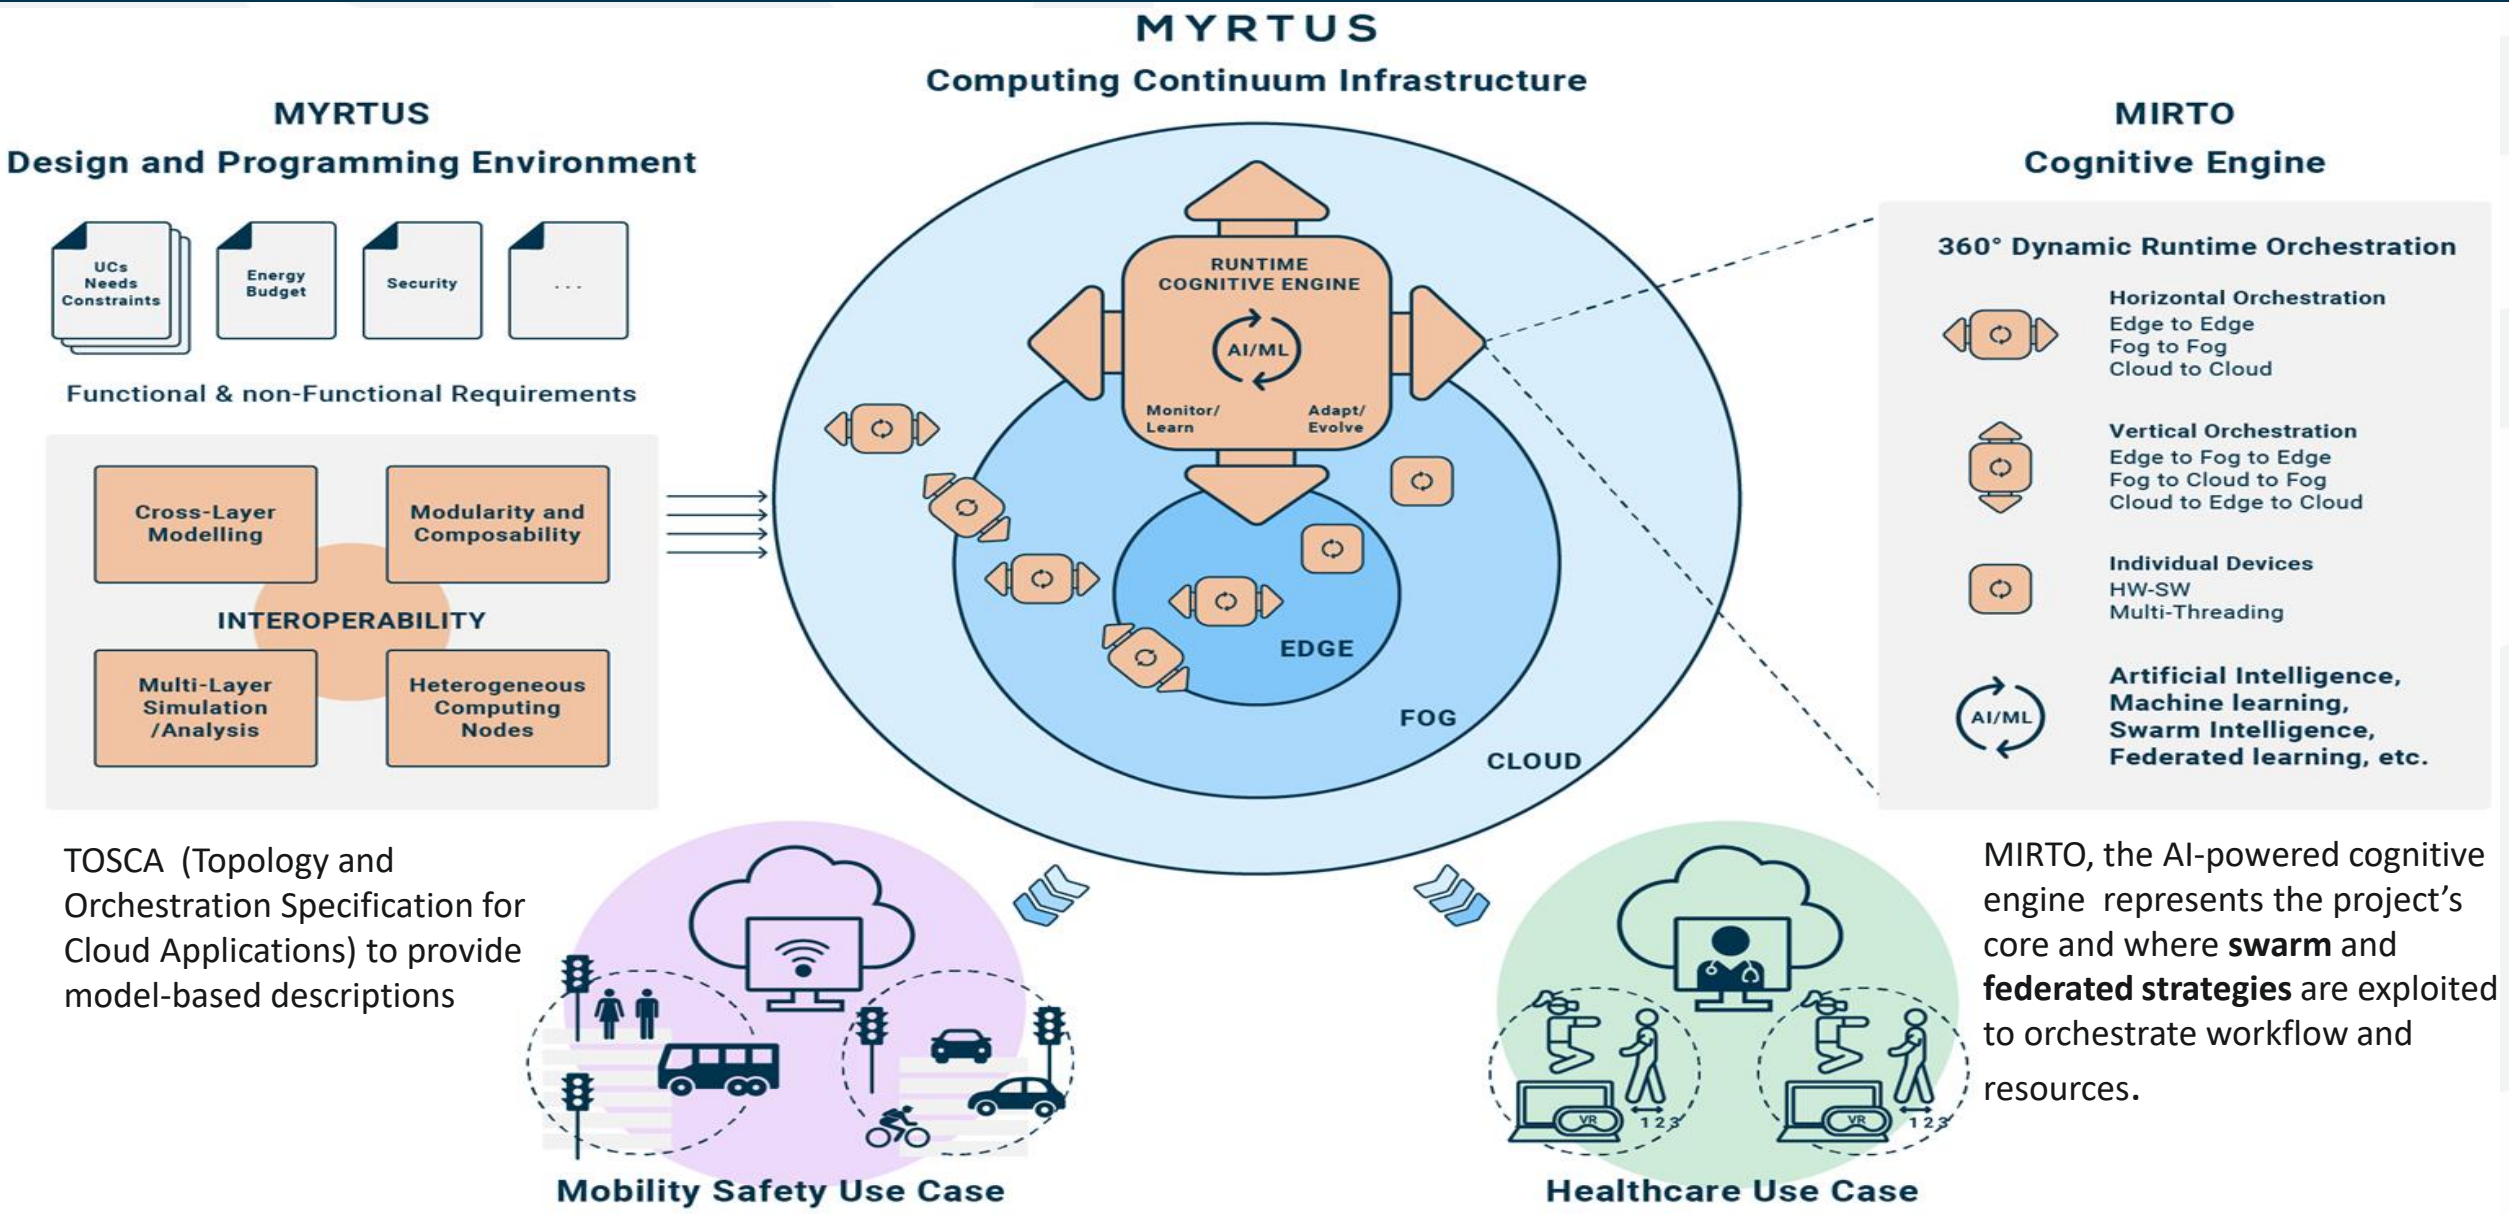 MYRTUS
Computing Continuum Infrastructure
MYRTUS
Design and Programming Environment
UCs
Needs
Constraints
Energy
Budget
Security
...
Functional & non-Functional Requirements
Cross-Layer
Modelling
Modularity and
Composability
INTEROPERABILITY
Multi-Layer
Simulation
/Analysis
Heterogeneous
Computing
Nodes
TOSCA (Topology and
Orchestration Specification for
Cloud Applications) to provide
model-based descriptions
RUNTIME
COGNITIVE ENGINE
AI/ML
Monitor/
Learn
Adapt/
Evolve
EDGE
FOG
CLOUD
MIRTO
Cognitive Engine
360° Dynamic Runtime Orchestration
Horizontal Orchestration
Edge to Edge
Fog to Fog
Cloud to Cloud
Vertical Orchestration
Edge to Fog to Edge
Fog to Cloud to Fog
Cloud to Edge to Cloud
Individual Devices
HW-SW
Multi-Threading
AI/ML
Artificial Intelligence,
Machine learning,
Swarm Intelligence,
Federated learning, etc.
MIRTO, the AI-powered cognitive
engine represents the project’s
core and where swarm and
federated strategies are exploited
to orchestrate workflow and
resources.
Mobility Safety Use Case
VR
1 2 3
VR
1 2 3
Healthcare Use Case